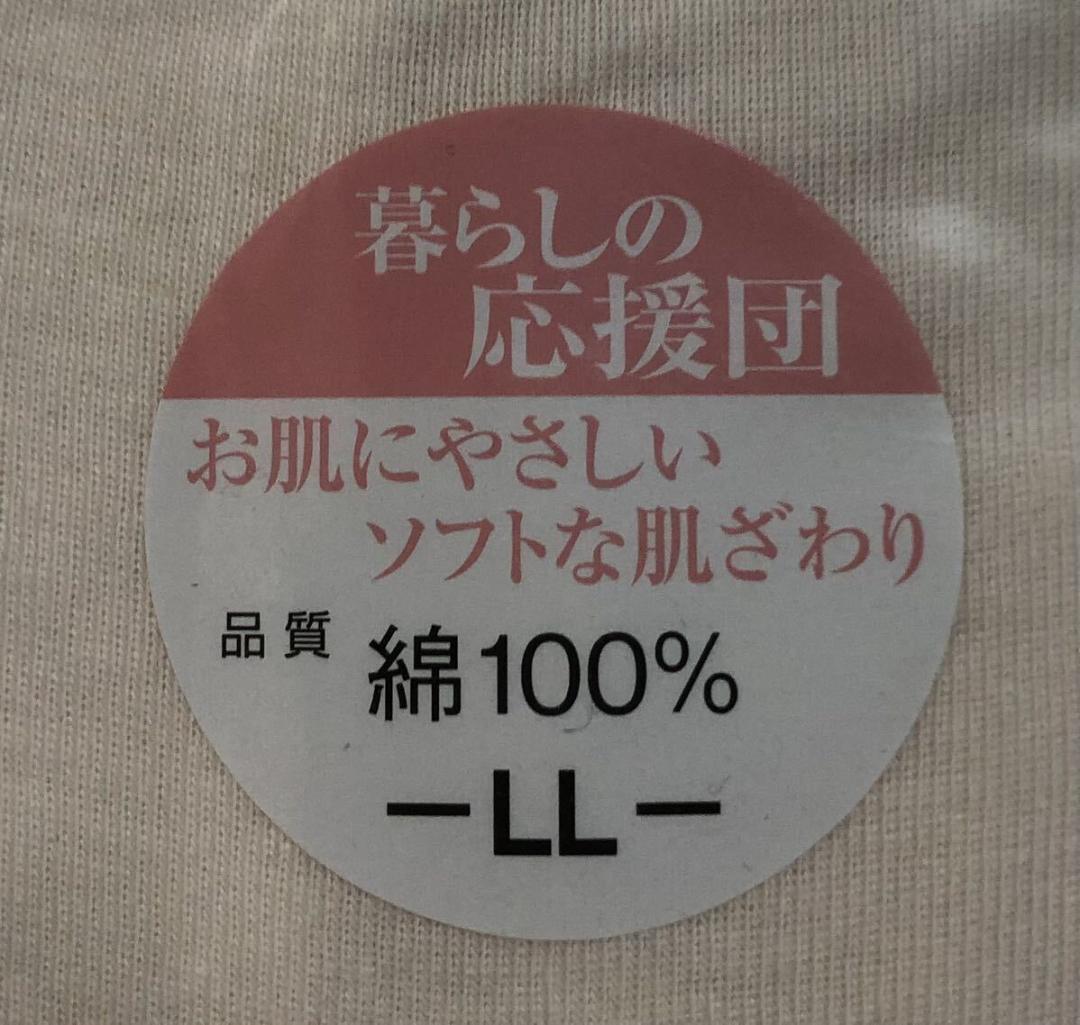 暮らしの
応援団
お肌にやさしい
ソフトな肌ざわり
品質 綿100%
－LL－